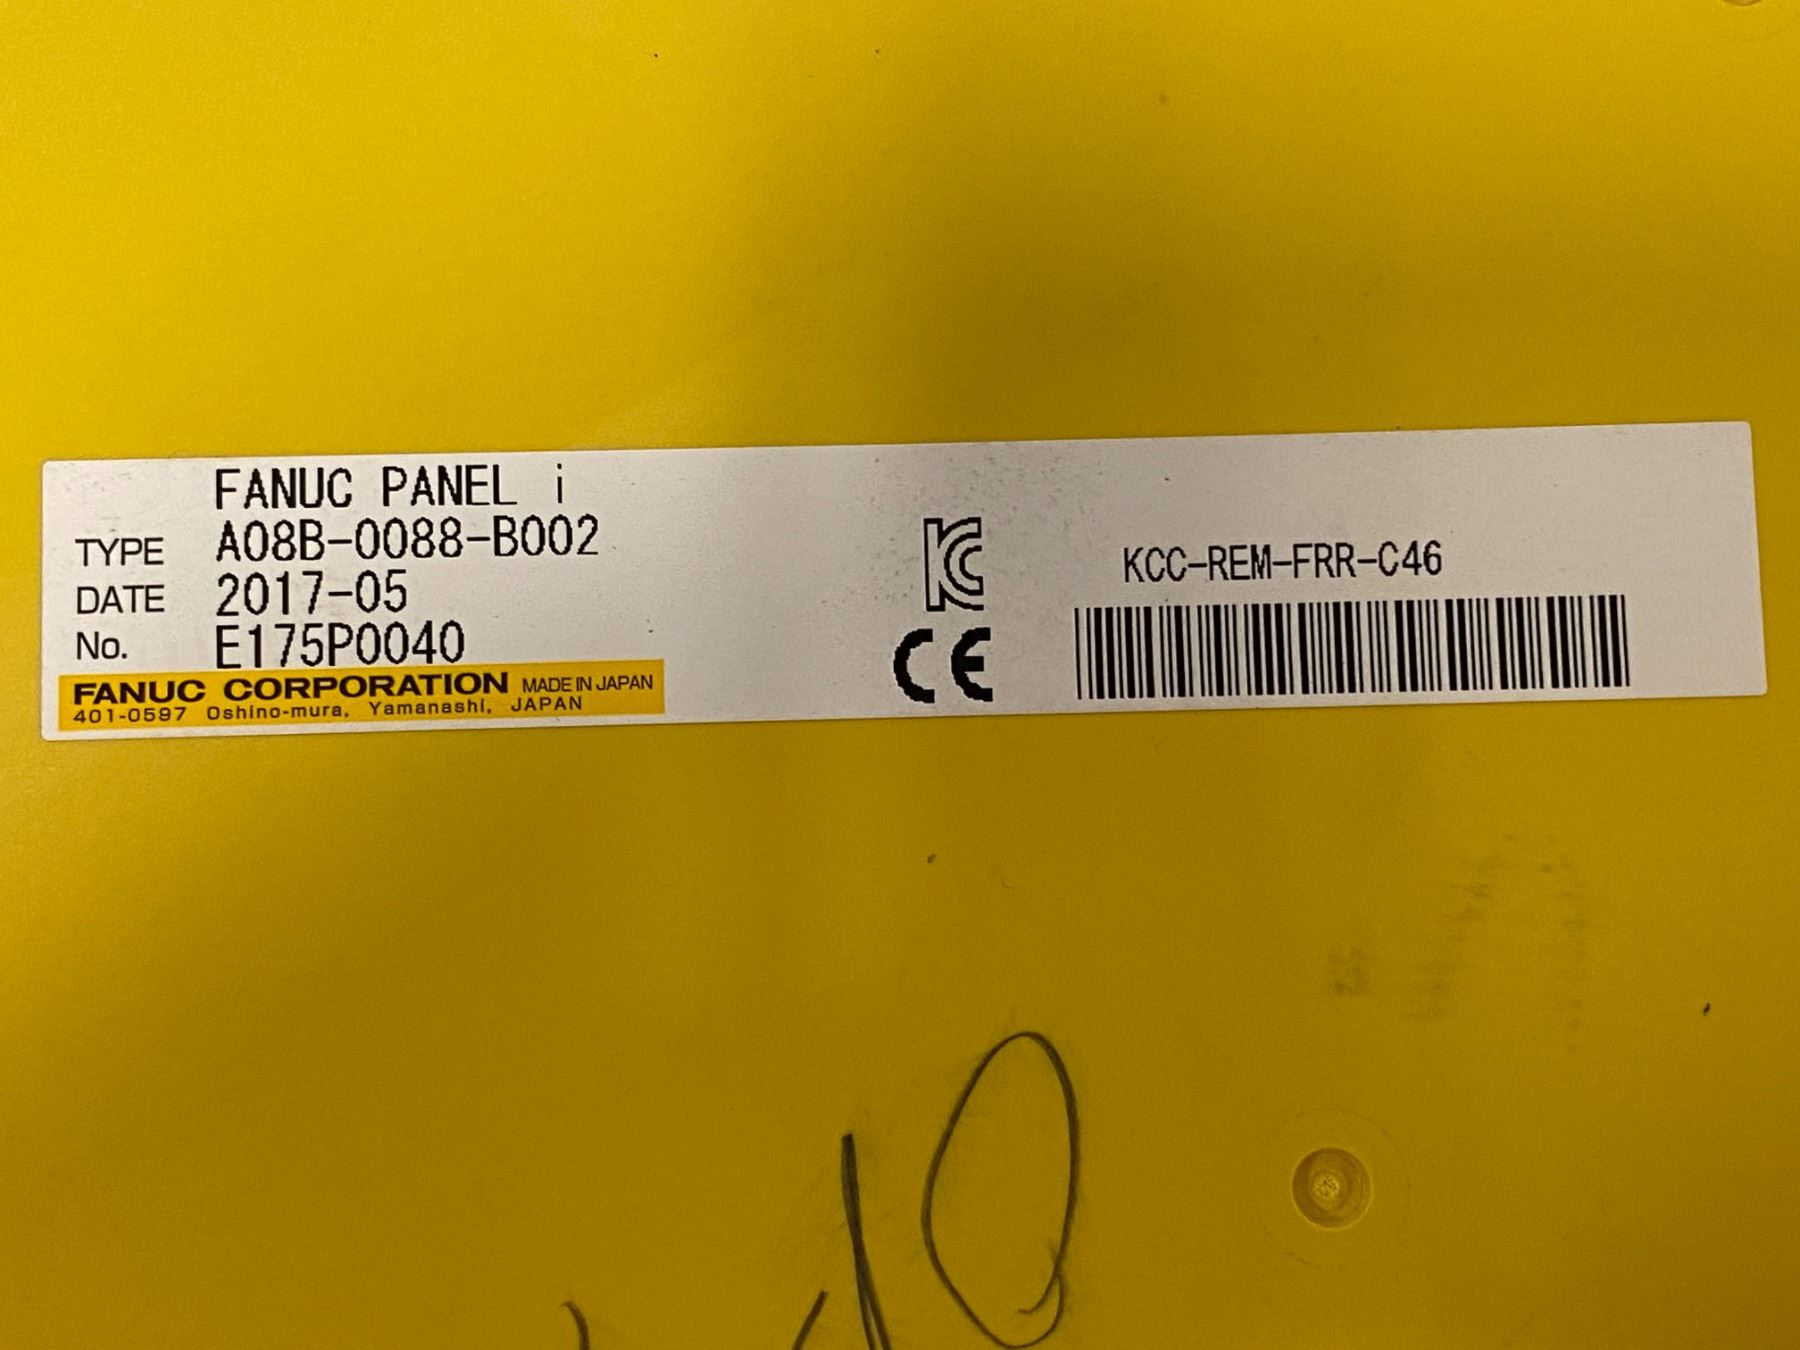 FANUC PANEL i
TYPE A08B-0088-B002
DATE 2017-05
No. E175P0040
FANUC CORPORATION MADE IN JAPAN
401-0597 Oshino-mura, Yamanashi, JAPAN
CE
KCC-REM-FRR-C46